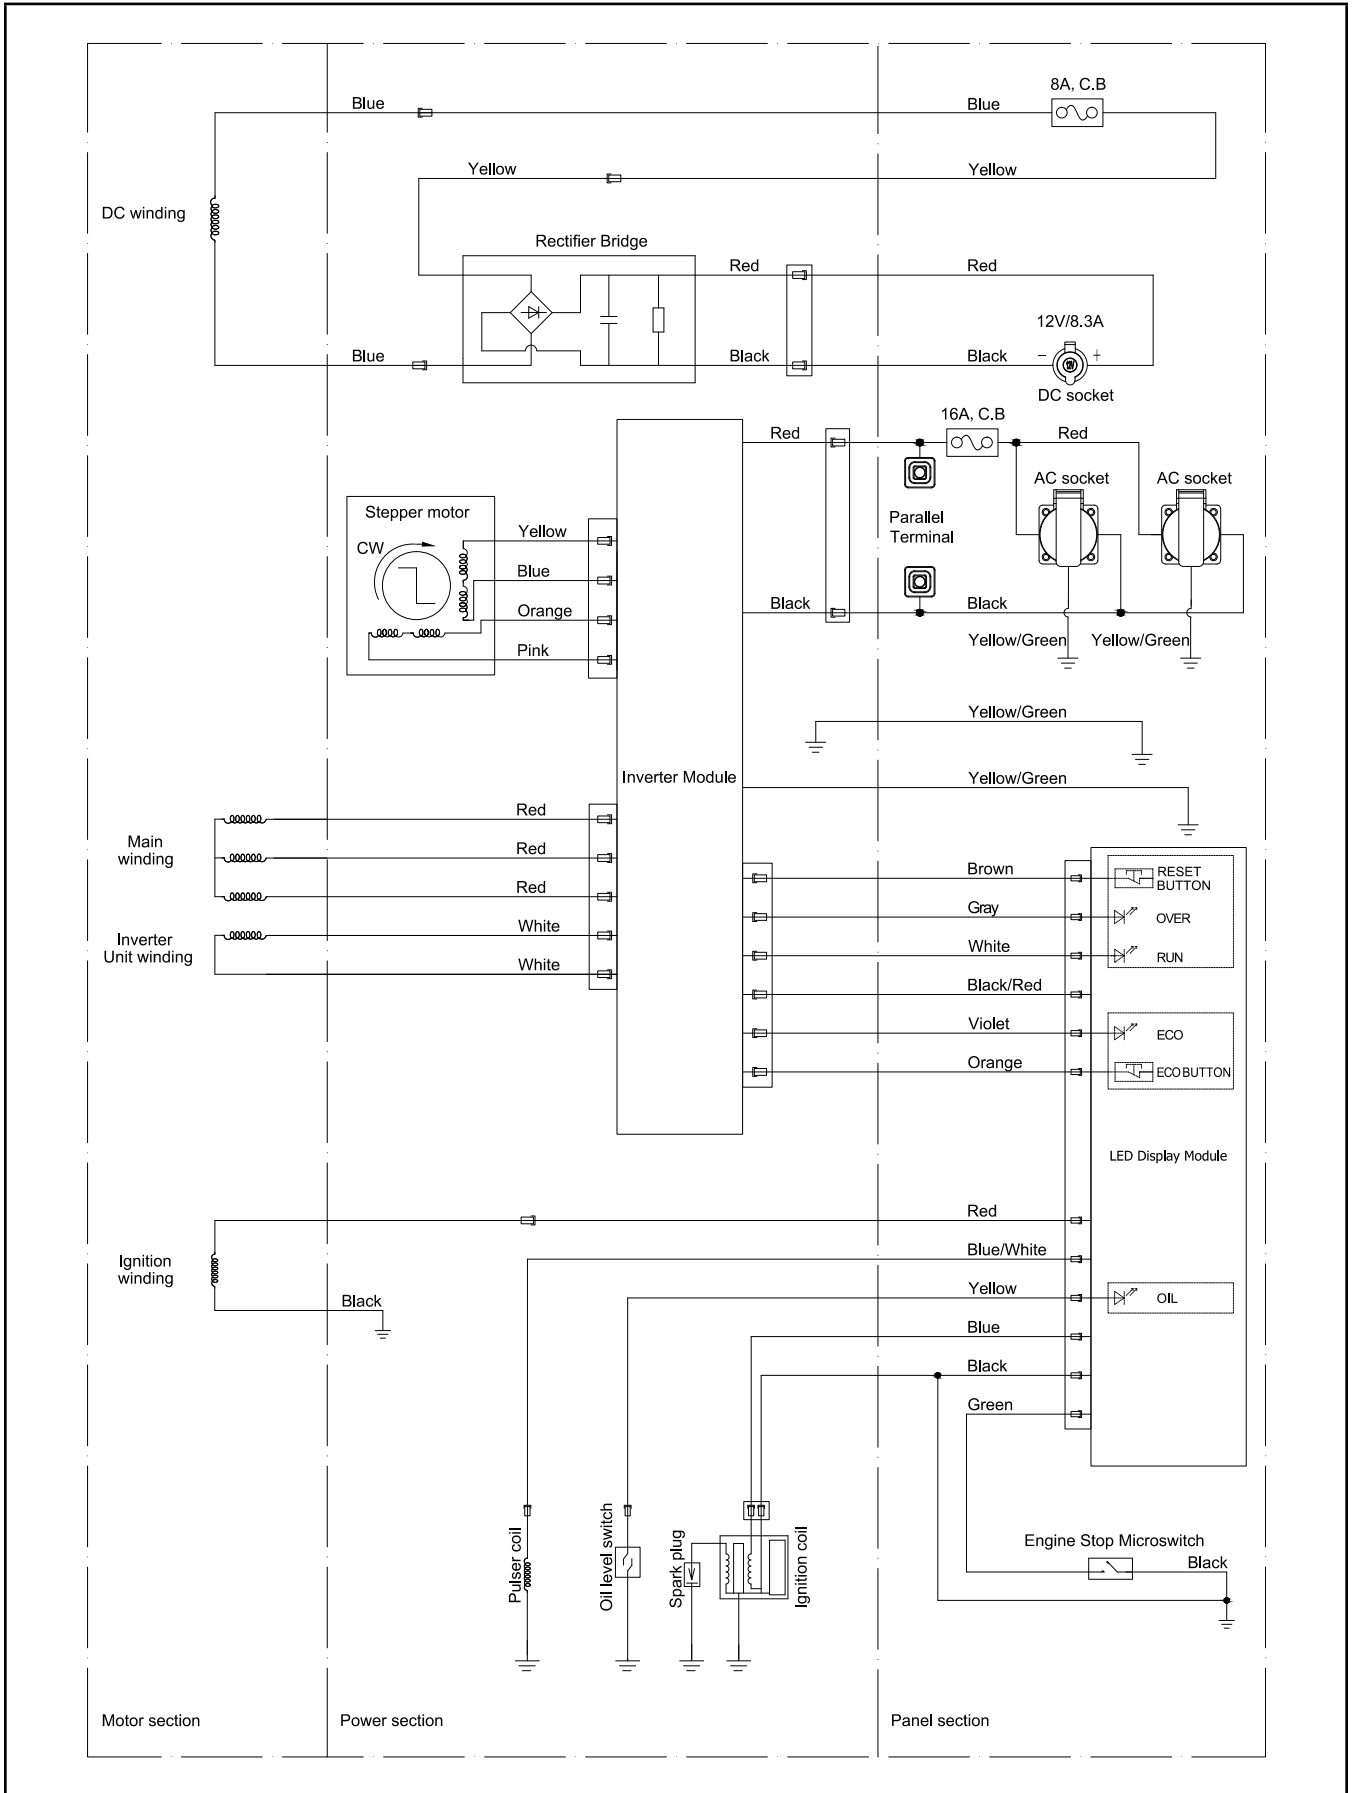 8A, C.B
Blue
Blue
Yellow
Yellow
DC winding
Rectifier Bridge
Red
Red
12V/8.3A
Blue
Black
Black
- +
12V
DC socket
16A, C.B
Red
Red
AC socket
AC socket
Stepper motor
CW
Yellow
Blue
Orange
Pink
Parallel
Terminal
Black
Black
Yellow/Green
Yellow/Green
Yellow/Green
Inverter Module
Yellow/Green
Main
winding
Red
Red
Red
Inverter
Unit winding
White
White
Brown
RESET
BUTTON
Gray
OVER
White
RUN
Black/Red
Violet
ECO
Orange
ECO BUTTON
LED Display Module
Red
Ignition
winding
Black
Blue/White
Yellow
OIL
Blue
Black
Green
Pulser coil
Oil level switch
Spark plug
Ignition coil
Engine Stop Microswitch
Black
Motor section
Power section
Panel section